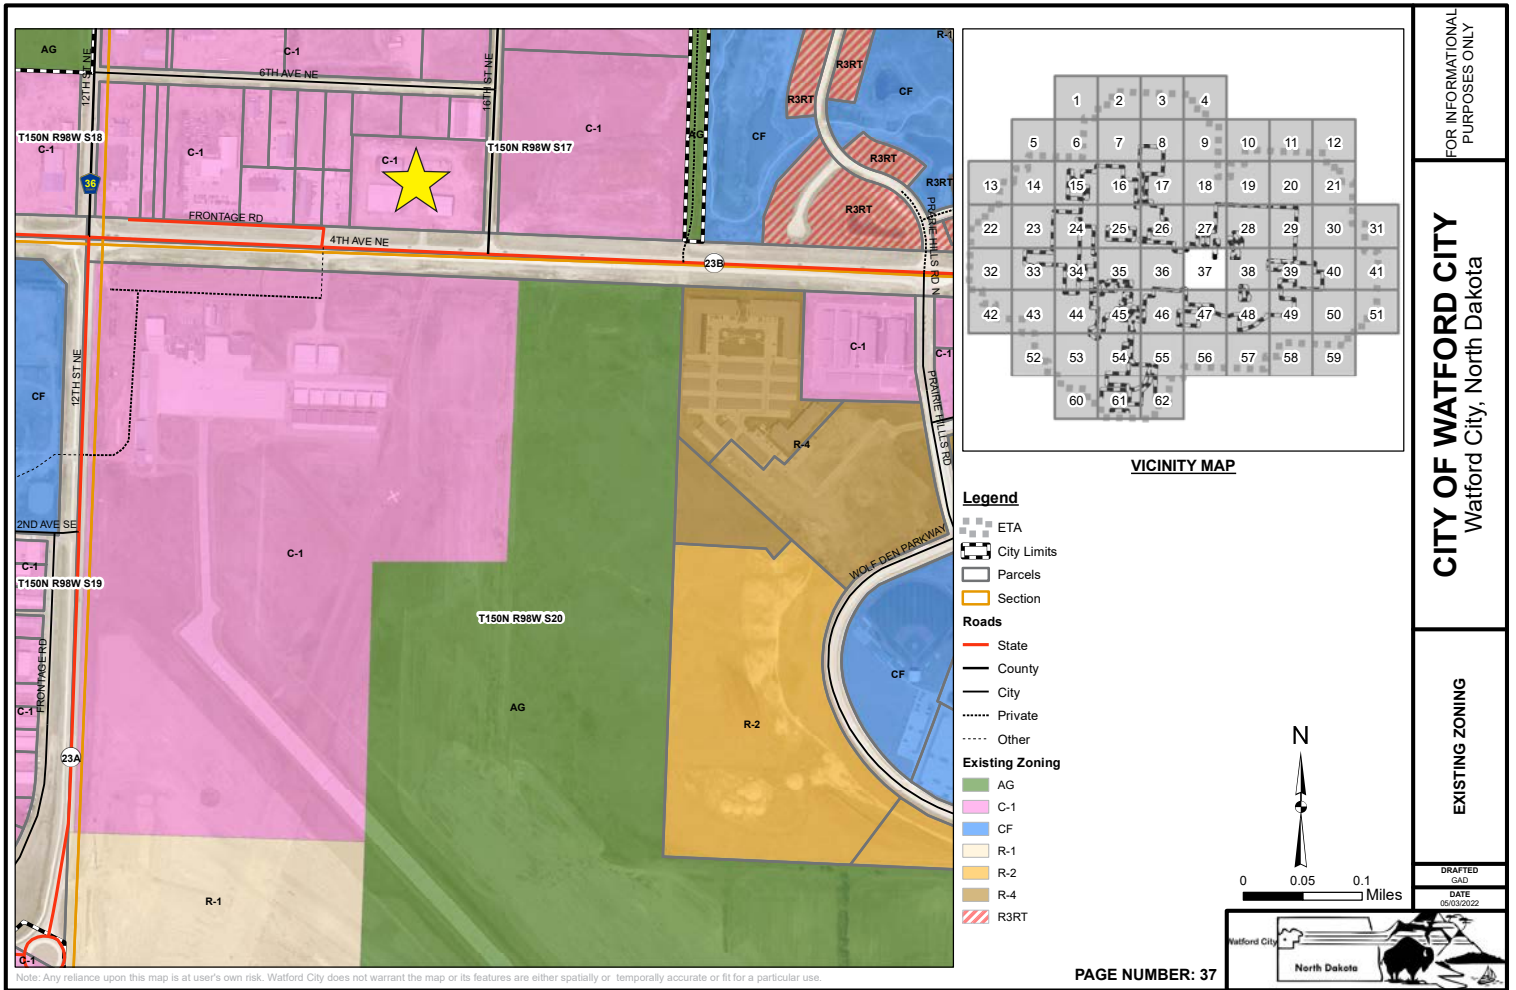 AG
12TH ST NE
C-1
6TH AVE NE
16TH ST NE
C-1
AG
R3RT
R3RT
CF
CF
R-1
T150N R98W S18
C-1
C-1
C-1
T150N R98W S17
R3RT
R3RT
R3RT
36
FRONTAGE RD
4TH AVE NE
23B
PRAIRIE HILLS RD N
CF
12TH ST NE
C-1
C-1
PRAIRIE HILLS RD
R-4
2ND AVE SE
C-1
C-1
T150N R98W S19
WOLF DEN PARKWAY
T150N R98W S20
FRONTAGE RD
C-1
AG
R-2
CF
23A
R-1
C-1
Note: Any reliance upon this map is at user's own risk. Watford City does not warrant the map or its features are either spatially or temporally accurate or fit for a particular use.
1 2 3 4
5 6 7 8 9 10 11 12
13 14 15 16 17 18 19 20 21
22 23 24 25 26 27 28 29 30 31
32 33 34 35 36 37 38 39 40 41
42 43 44 45 46 47 48 49 50 51
52 53 54 55 56 57 58 59
60 61 62
VICINITY MAP
Legend
ETA
City Limits
Parcels
Section
Roads
State
County
City
Private
Other
Existing Zoning
AG
C-1
CF
R-1
R-2
R-4
R3RT
N
0 0.05 0.1
Miles
PAGE NUMBER: 37
FOR INFORMATIONAL
PURPOSES ONLY
CITY OF WATFORD CITY
Watford City, North Dakota
EXISTING ZONING
DRAFTED
GAD
DATE
05/03/2022
Watford City
North Dakota